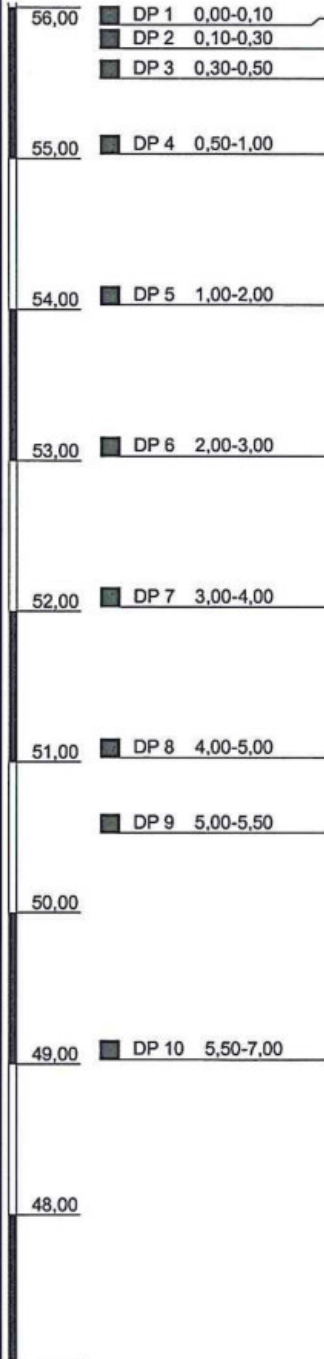 56,00 DP 1 0,00-0,10
DP 2 0,10-0,30
DP 3 0,30-0,50
55,00 DP 4 0,50-1,00
54,00 DP 5 1,00-2,00
53,00 DP 6 2,00-3,00
52,00 DP 7 3,00-4,00
51,00 DP 8 4,00-5,00
DP 9 5,00-5,50
50,00
49,00 DP 10 5,50-7,00
48,00